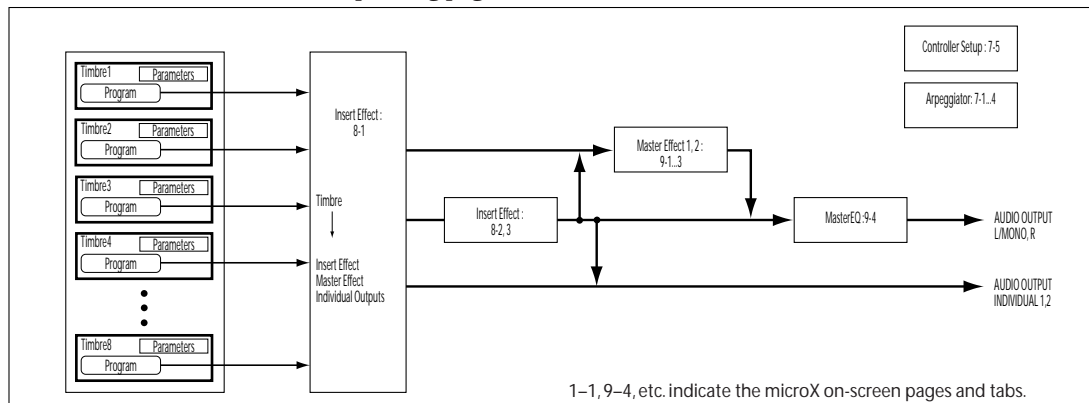 Timbre1
Parameters
Program
Timbre2
Parameters
Program
Timbre3
Parameters
Program
Timbre4
Parameters
Program
Timbre8
Parameters
Program
Insert Effect :
8-1
Timbre
Insert Effect
Master Effect
Individual Outputs
Insert Effect :
8-2, 3
Master Effect 1, 2 :
9-1...3
MasterEQ :9-4
Controller Setup : 7-5
Arpeggiator: 7-1...4
AUDIO OUTPUT
L/MONO, R
AUDIO OUTPUT
INDIVIDUAL 1,2
1–1, 9–4, etc. indicate the microX on-screen pages and tabs.